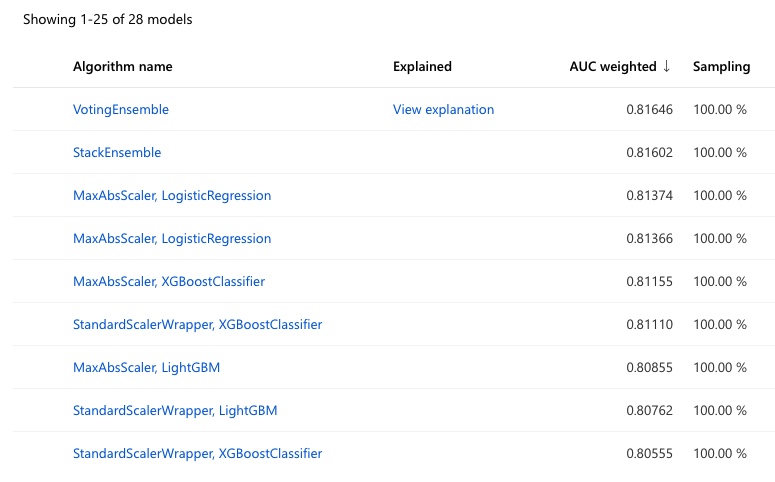 Showing 1-25 of 28 models
Algorithm name Explained AUC weighted ↓ Sampling
VotingEnsemble View explanation 0.81646 100.00 %
StackEnsemble 0.81602 100.00 %
MaxAbsScaler, LogisticRegression 0.81374 100.00 %
MaxAbsScaler, LogisticRegression 0.81366 100.00 %
MaxAbsScaler, XGBoostClassifier 0.81155 100.00 %
StandardScalerWrapper, XGBoostClassifier 0.81110 100.00 %
MaxAbsScaler, LightGBM 0.80855 100.00 %
StandardScalerWrapper, LightGBM 0.80762 100.00 %
StandardScalerWrapper, XGBoostClassifier 0.80555 100.00 %